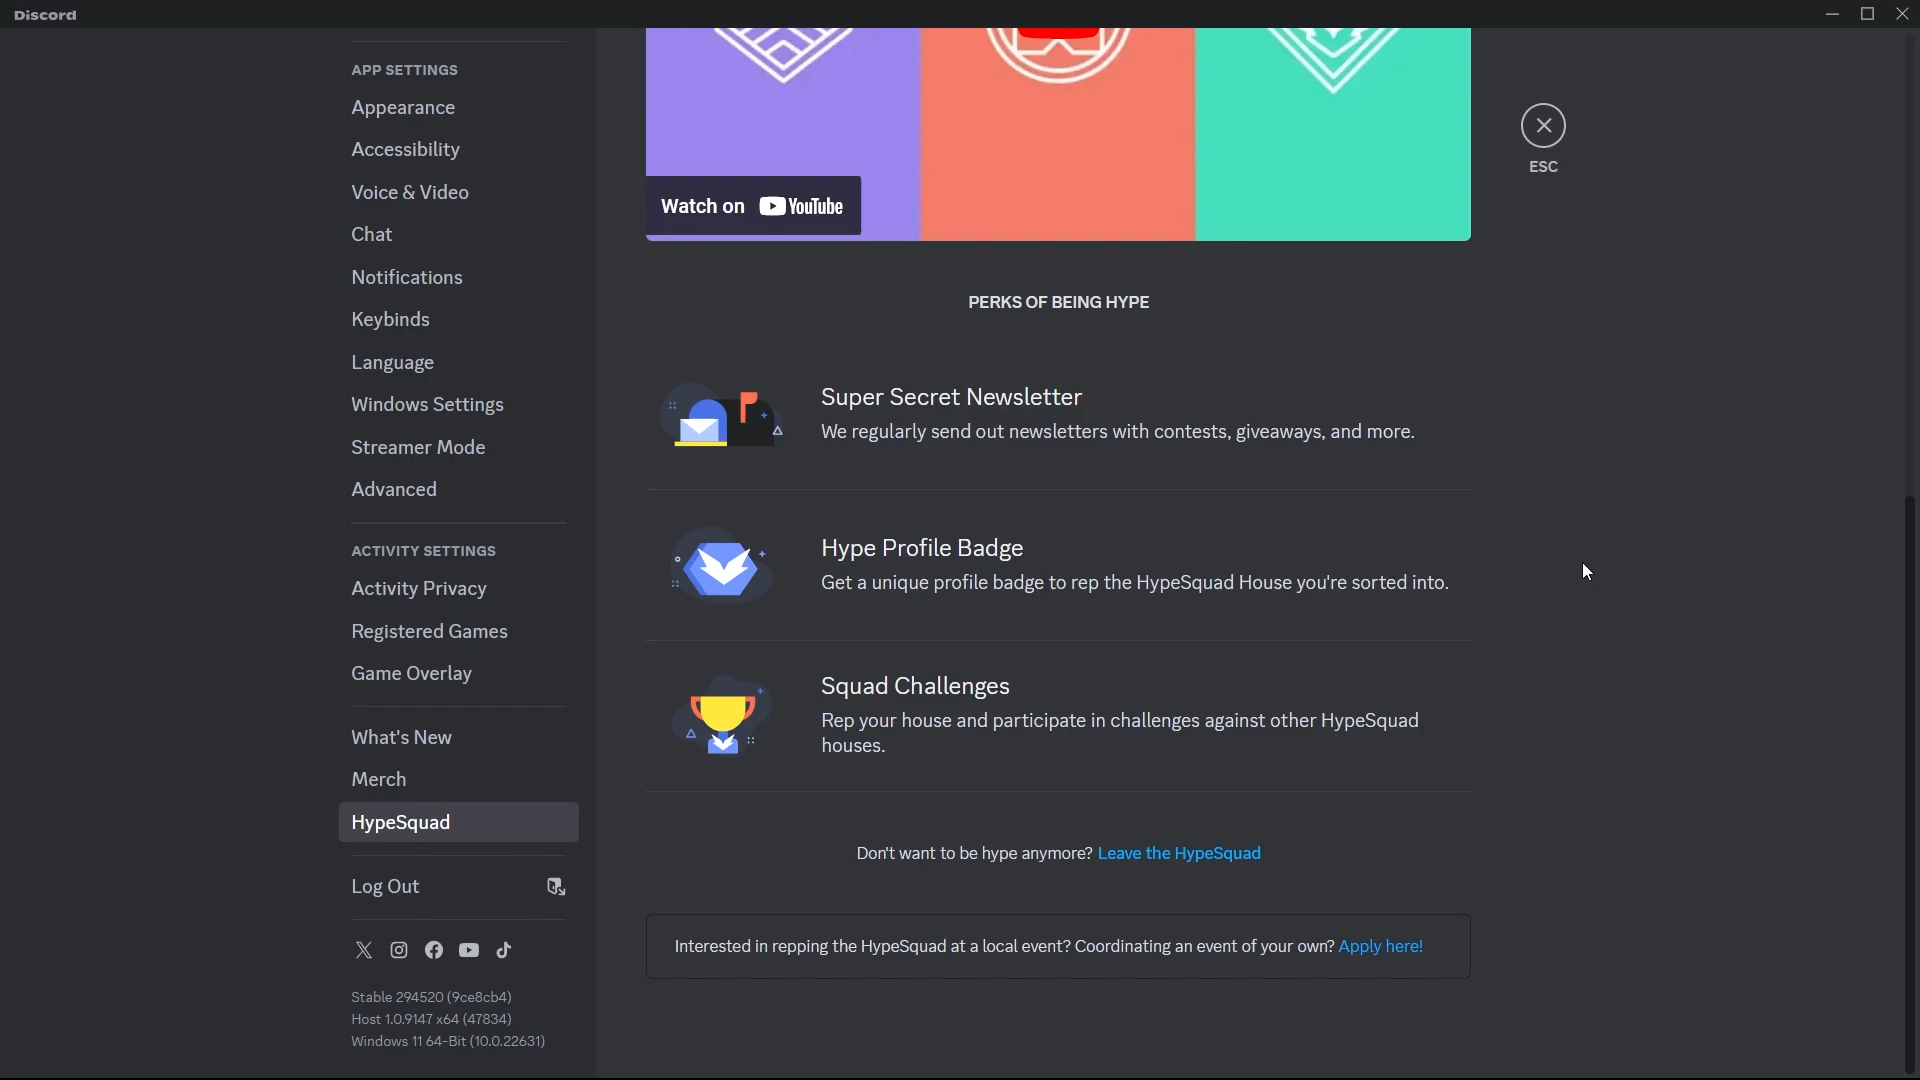 Discord
APP SETTINGS
Appearance
Accessibility
Voice & Video
Chat
Notifications
Keybinds
Language
Windows Settings
Streamer Mode
Advanced
ACTIVITY SETTINGS
Activity Privacy
Registered Games
Game Overlay
What's New
Merch
HypeSquad
Log Out
Stable 294520 (9ce8cb4)
Host 1.0.9147 x64 (47834)
Windows 11 64-Bit (10.0.22631)
Watch on YouTube
ESC
PERKS OF BEING HYPE
Super Secret Newsletter
We regularly send out newsletters with contests, giveaways, and more.
Hype Profile Badge
Get a unique profile badge to rep the HypeSquad House you're sorted into.
Squad Challenges
Rep your house and participate in challenges against other HypeSquad
houses.
Don't want to be hype anymore? Leave the HypeSquad
Interested in repping the HypeSquad at a local event? Coordinating an event of your own? Apply here!